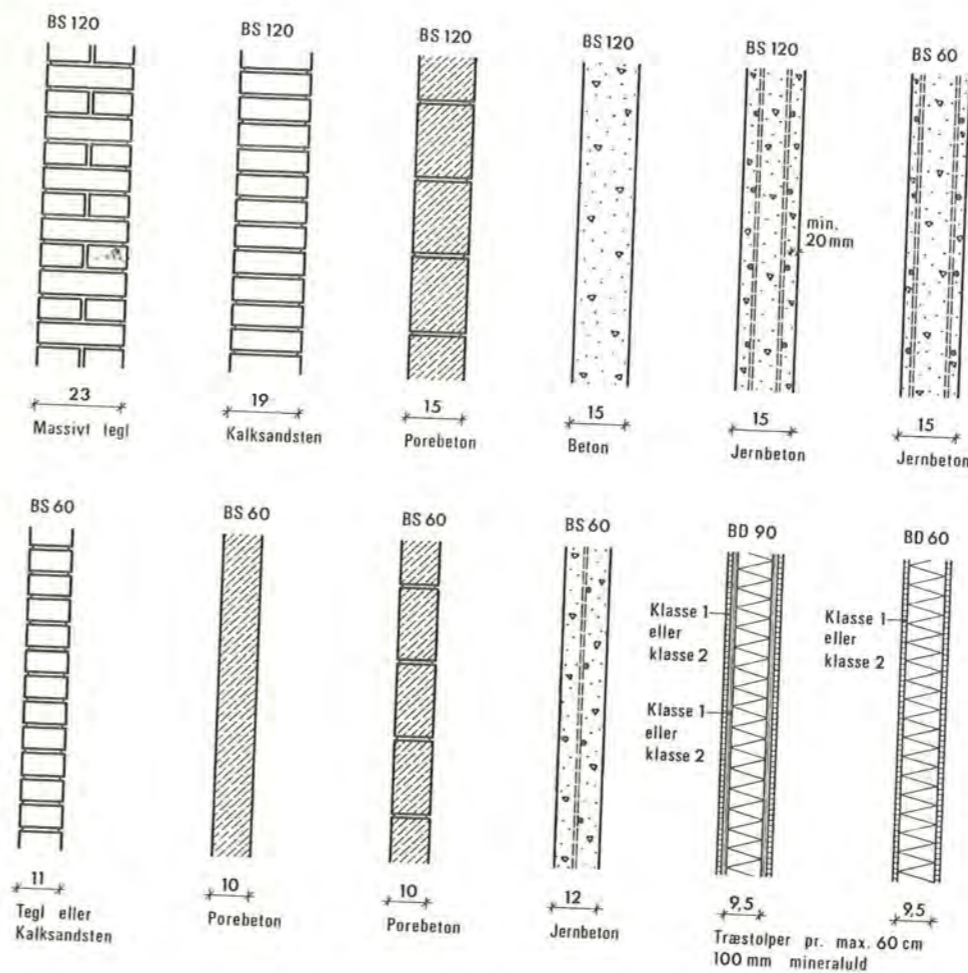 BS 120
BS 120
BS 120
BS 120
BS 120
BS 60
min.
20 mm
23
Massivt tegl
19
Kalksandsten
15
Porebeton
15
Beton
15
Jernbeton
15
Jernbeton
BS 60
BS 60
BS 60
BS 60
BD 90
BD 60
Klasse 1
eller
klasse 2
Klasse 1
eller
klasse 2
Klasse 1
eller
klasse 2
11
Tegl eller
Kalksandsten
10
Porebeton
10
Porebeton
12
Jernbeton
9,5
9,5
Træstolper pr. max. 60 cm
100 mm mineraluld